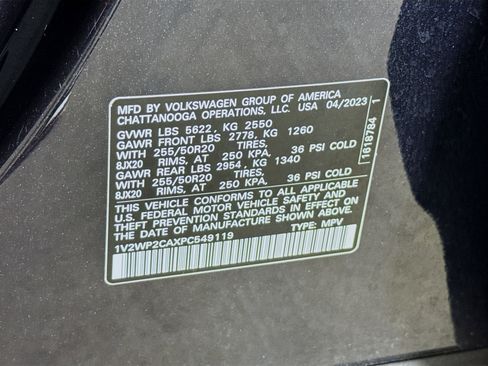 MFD BY VOLKSWAGEN GROUP OF AMERICA
CHATTANOOGA OPERATIONS, LLC. USA 04/2023
GVWR LBS 5622, KG 2550
GAWR FRONT LBS 2778, KG 1260
WITH 255/50R20 TIRES,
8JX20 RIMS, AT 250 KPA, 36 PSI COLD
GAWR REAR LBS 2954, KG 1340
WITH 255/50R20 TIRES,
8JX20 RIMS, AT 250 KPA, 36 PSI COLD
THIS VEHICLE CONFORMS TO ALL APPLICABLE
U.S. FEDERAL MOTOR VEHICLE SAFETY AND
THEFT PREVENTION STANDARDS IN EFFECT ON
THE DATE OF MANUFACTURE SHOWN ABOVE.
1V2WP2CAXPC549119 TYPE: MPV
1618784 1